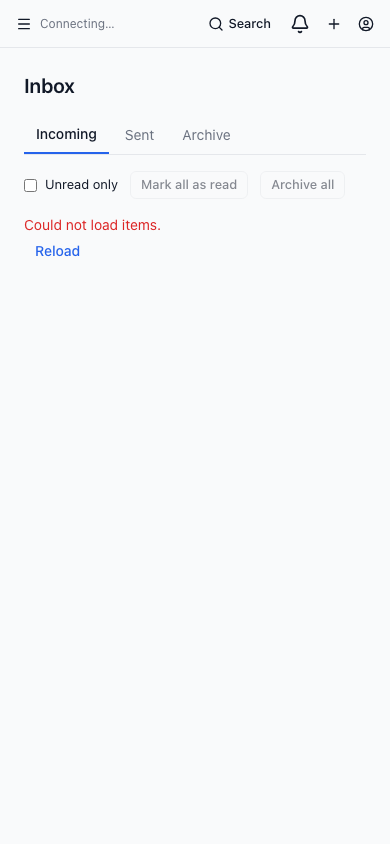 Connecting...
Search
Inbox
Incoming
Sent
Archive
Unread only
Mark all as read
Archive all
Could not load items.
Reload